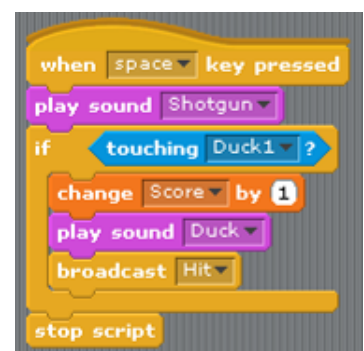 when space key pressed
play sound Shotgun
if touching Duck1 ?
change Score by 1
play sound Duck
broadcast Hit
stop script